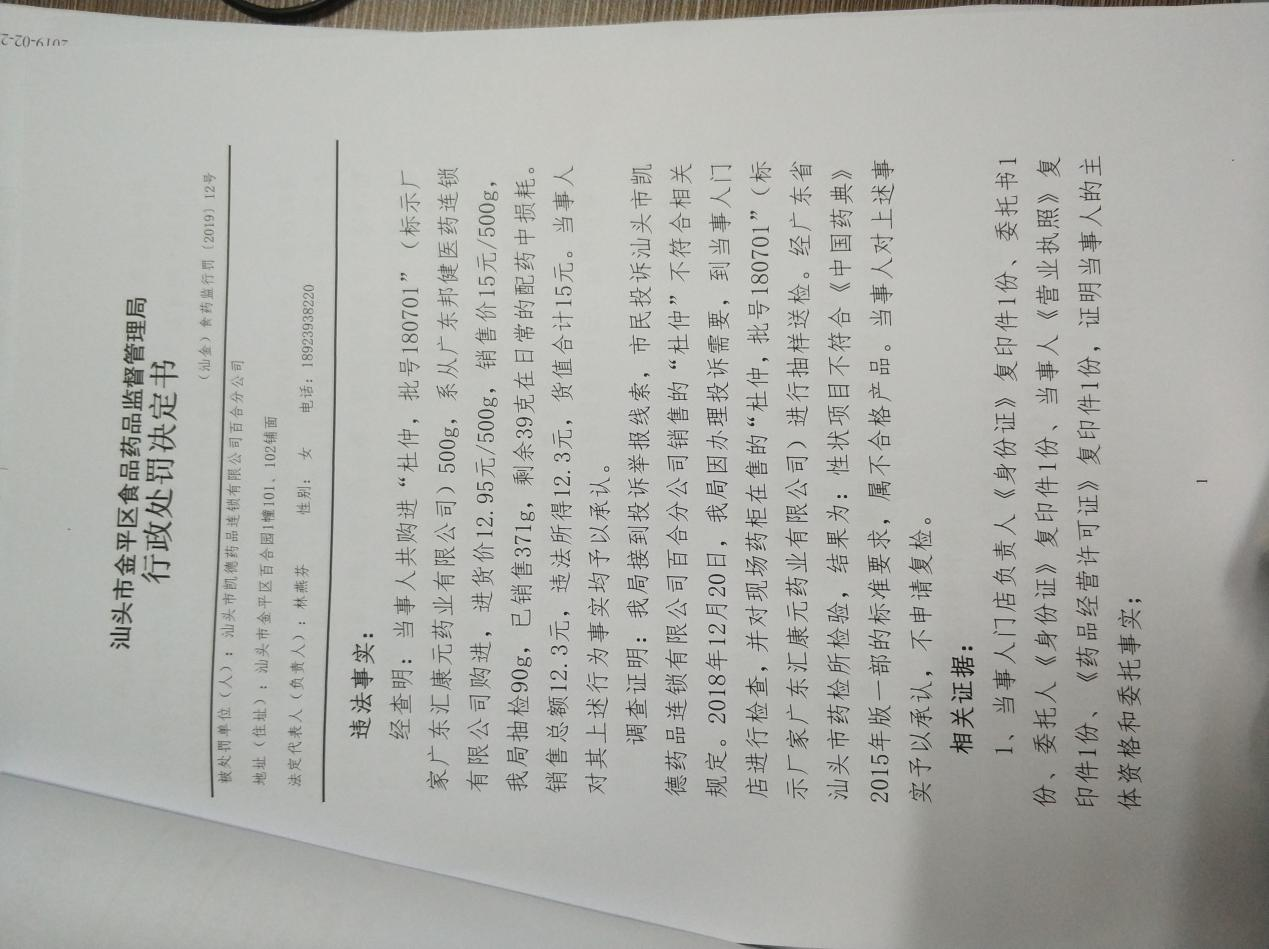 汕头市金平区食品药品监督管理局
行政处罚决定书
（汕金）食药监行罚〔2019〕12号
被处罚单位（人）：汕头市凯德药品连锁有限公司百合分公司
地址（住址）：汕头市金平区百合园1幢101、102铺面
法定代表人（负责人）：林燕芬 性别：女 电话：18923938220
违法事实：
经查明：当事人共购进“杜仲，批号180701”（标示厂
家广东汇康元药业有限公司）500g，系从广东邦健医药连锁
有限公司购进，进货价12.95元/500g，销售价15元/500g，
我局抽检90g，已销售371g，剩余39克在日常的配药中损耗。
销售总额12.3元，违法所得12.3元，货值合计15元。当事人
对其上述行为事实均予以承认。
调查证明：我局接到投诉举报线索，市民投诉汕头市凯
德药品连锁有限公司百合分公司销售的“杜仲”不符合相关
规定。2018年12月20日，我局因办理投诉需要，到当事人门
店进行检查，并对现场药柜在售的“杜仲，批号180701”（标
示厂家广东汇康元药业有限公司）进行抽样送检。经广东省
汕头市药检所检验，结果为：性状项目不符合《中国药典》
2015年版一部的标准要求，属不合格产品。当事人对上述事
实予以承认，不申请复检。
相关证据：
1、当事人门店负责人《身份证》复印件1份、委托书1
份、委托人《身份证》复印件1份、当事人《营业执照》复
印件1份、《药品经营许可证》复印件1份，证明当事人的主
体资格和委托事实；
1